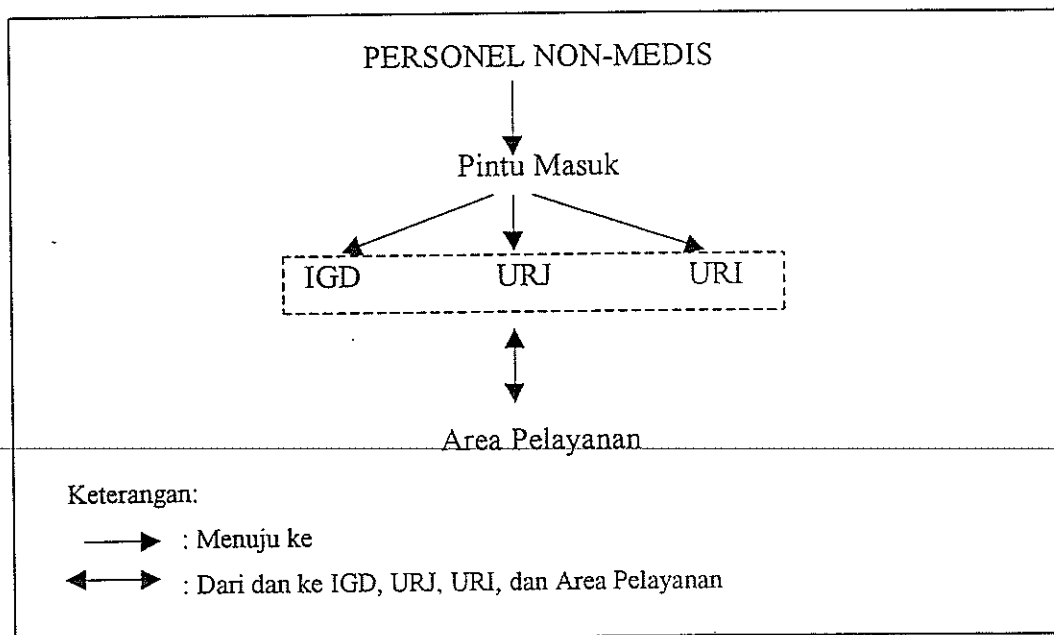 PERSONEL NON-MEDIS
Pintu Masuk
IGD URJ URI
Area Pelayanan
Keterangan:
: Menuju ke
: Dari dan ke IGD, URJ, URI, dan Area Pelayanan